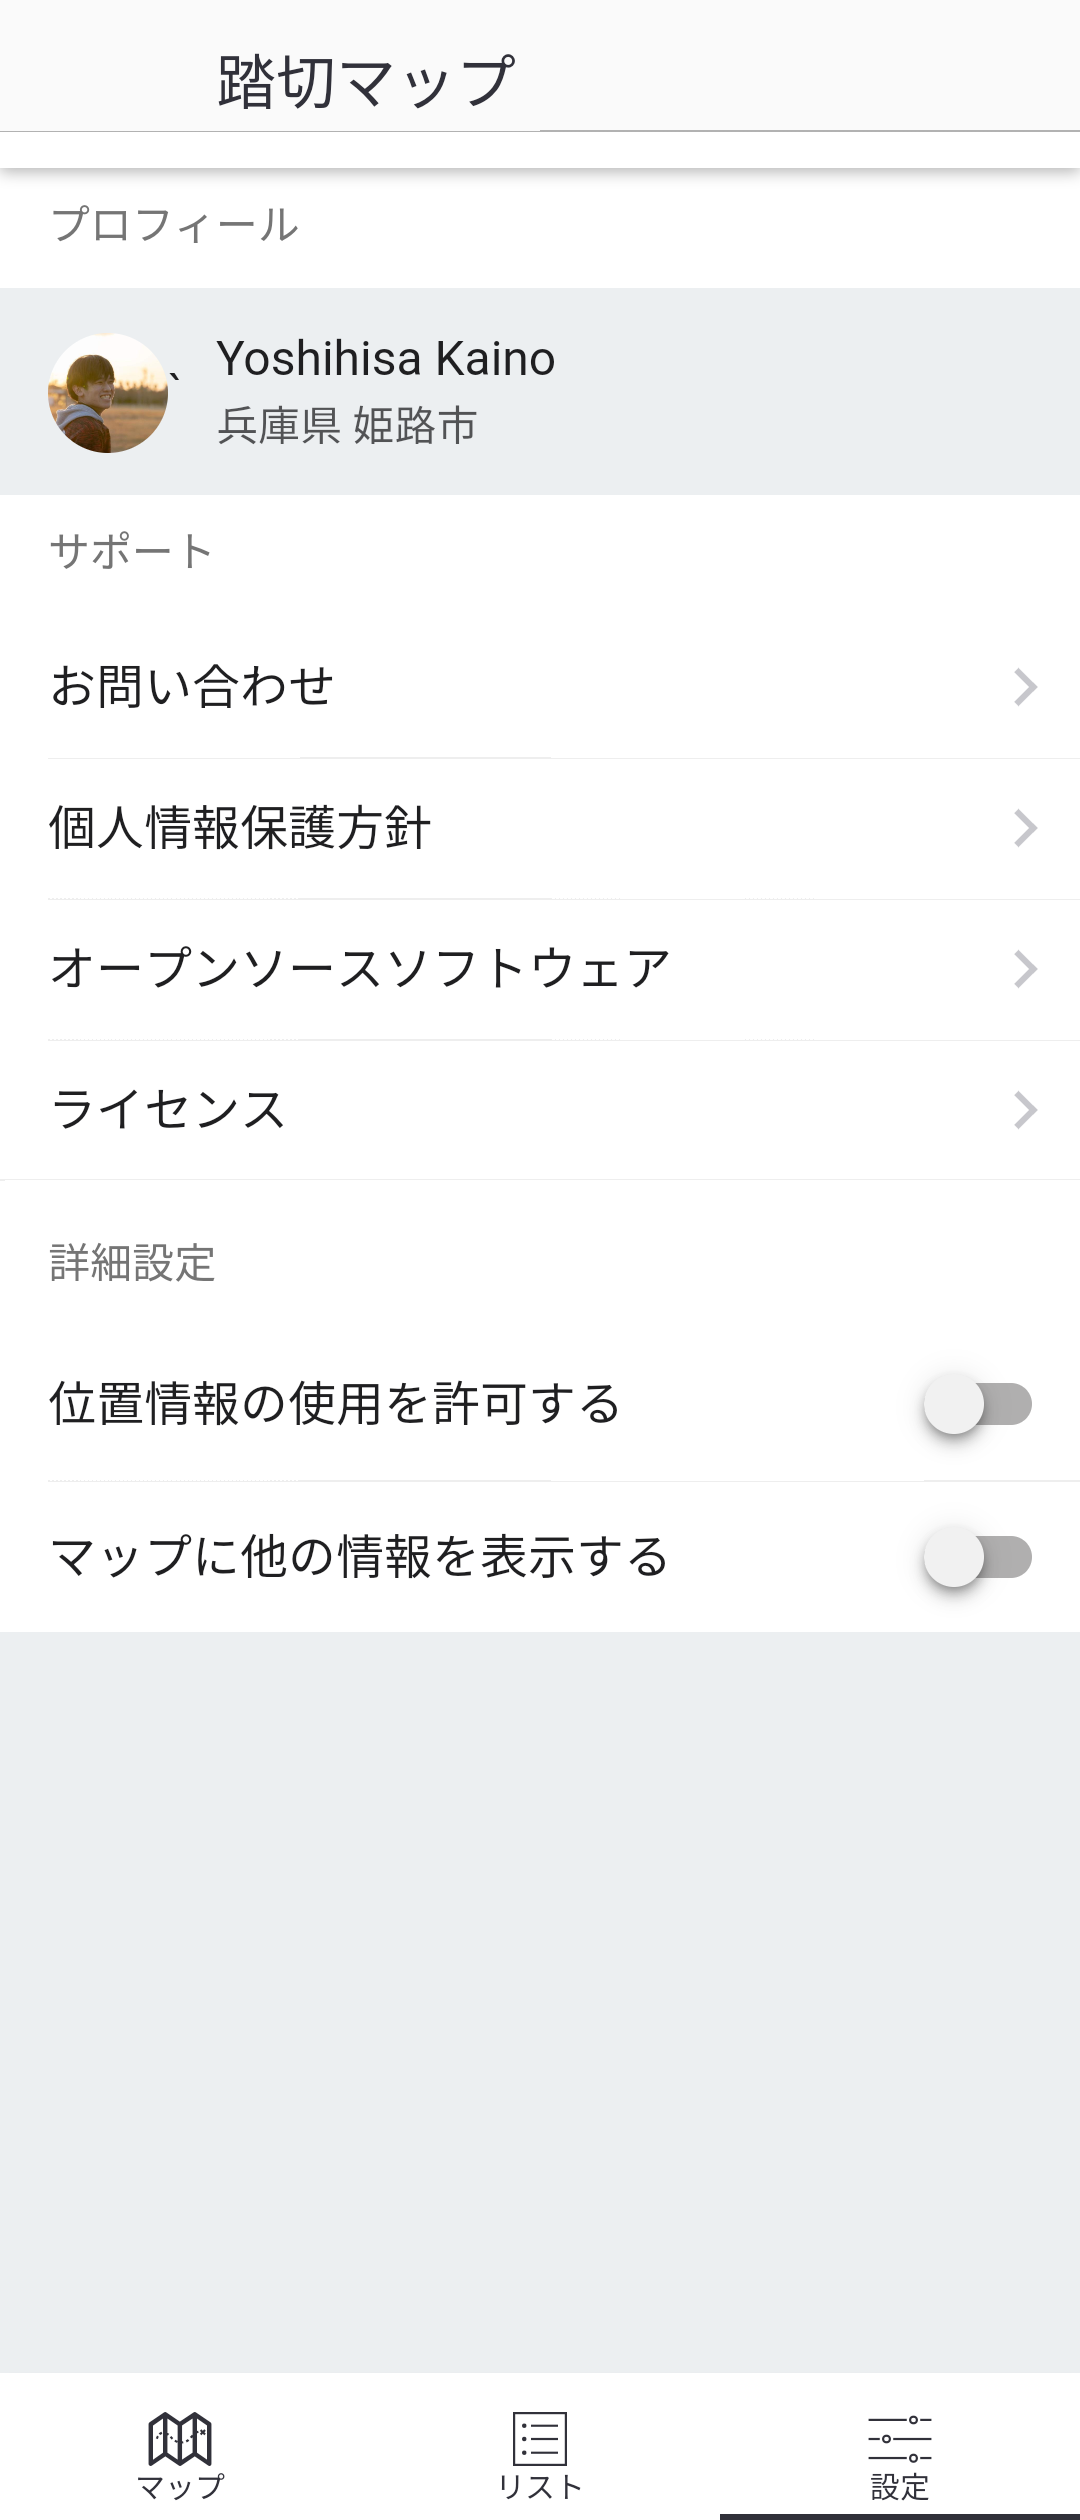 踏切マップ
プロフィール
Yoshihisa Kaino
兵庫県 姫路市
サポート
お問い合わせ
個人情報保護方針
オープンソースソフトウェア
ライセンス
詳細設定
位置情報の使用を許可する
マップに他の情報を表示する
マップ
リスト
設定